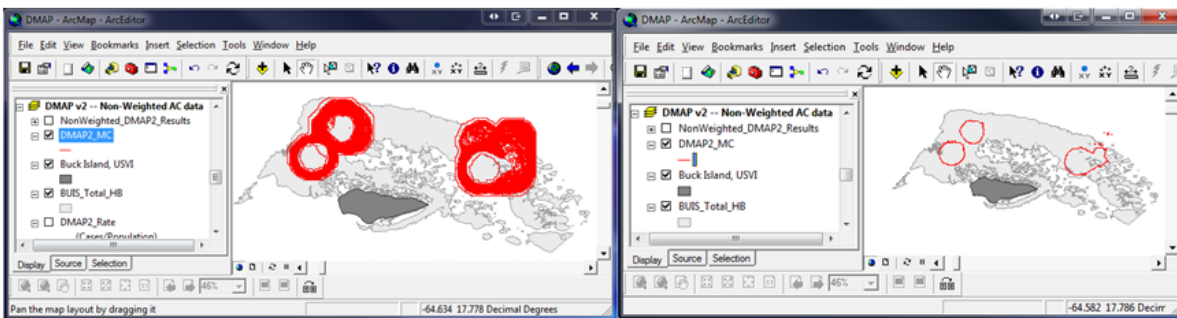 DMAP - ArcMap - ArcEditor
File Edit View Bookmarks Insert Selection Tools Window Help
DMAP v2 -- Non-Weighted AC data
NonWeighted_DMAP2_Results
DMAP2_MC
Buck Island, USVI
BUIS_Total_HB
DMAP2_Rate
(Cases/Population)
Display Source Selection
46%
Pan the map layout by dragging it
-64.634 17.778 Decimal Degrees
DMAP - ArcMap - ArcEditor
File Edit View Bookmarks Insert Selection Tools Window Help
DMAP v2 -- Non-Weighted AC data
NonWeighted_DMAP2_Results
DMAP2_MC
Buck Island, USVI
BUIS_Total_HB
Display Source Selection
46%
-64.582 17.786 Decimr